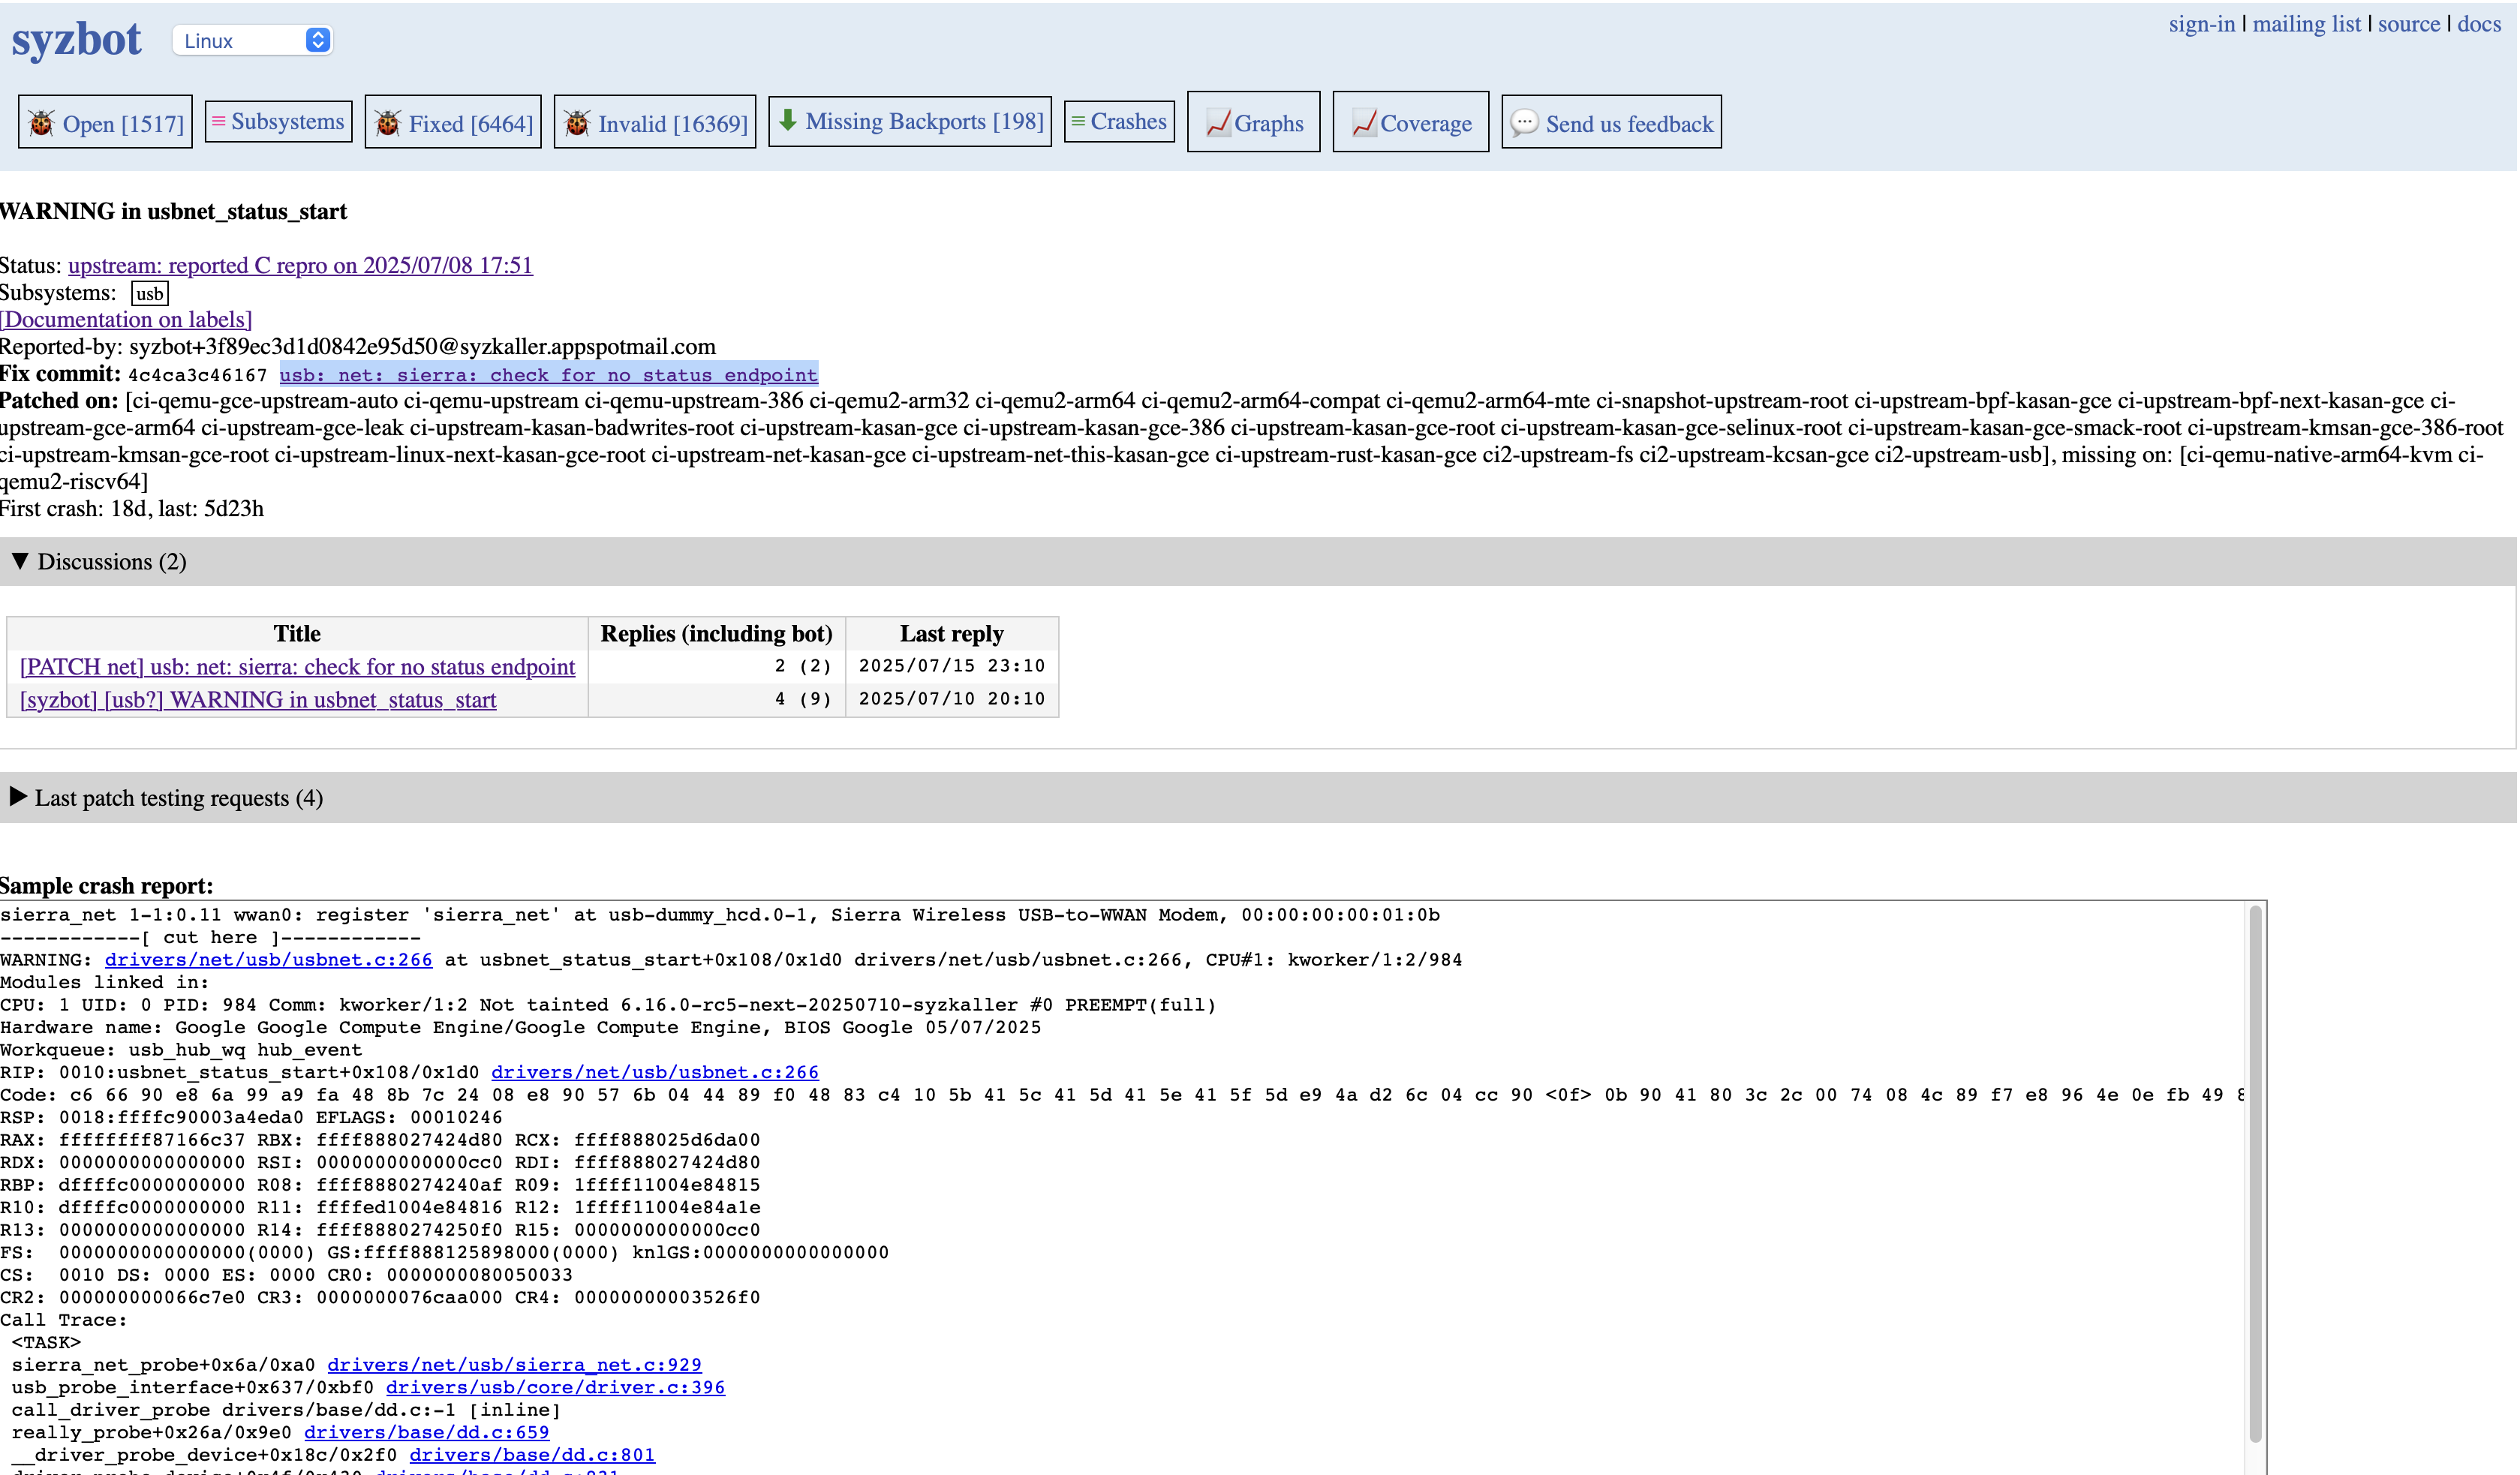 syzbot Linux sign-in | mailing list | source | docs
Open [1517] Subsystems Fixed [6464] Invalid [16369] Missing Backports [198] Crashes Graphs Coverage Send us feedback
WARNING in usbnet_status_start
Status: upstream: reported C repro on 2025/07/08 17:51
Subsystems: usb
[Documentation on labels]
Reported-by: syzbot+3f89ec3d1d0842e95d50@syzkaller.appspotmail.com
Fix commit: 4c4ca3c46167 usb: net: sierra: check for no status endpoint
Patched on: [ci-qemu-gce-upstream-auto ci-qemu-upstream ci-qemu-upstream-386 ci-qemu2-arm32 ci-qemu2-arm64 ci-qemu2-arm64-compat ci-qemu2-arm64-mte ci-snapshot-upstream-root ci-upstream-bpf-kasan-gce ci-upstream-bpf-next-kasan-gce ci-
upstream-gce-arm64 ci-upstream-gce-leak ci-upstream-kasan-badwrites-root ci-upstream-kasan-gce ci-upstream-kasan-gce-386 ci-upstream-kasan-gce-root ci-upstream-kasan-gce-selinux-root ci-upstream-kasan-gce-smack-root ci-upstream-kmsan-gce-386-root
ci-upstream-kmsan-gce-root ci-upstream-linux-next-kasan-gce-root ci-upstream-net-kasan-gce ci-upstream-net-this-kasan-gce ci-upstream-rust-kasan-gce ci2-upstream-fs ci2-upstream-kcsan-gce ci2-upstream-usb], missing on: [ci-qemu-native-arm64-kvm ci-
qemu2-riscv64]
First crash: 18d, last: 5d23h
▼ Discussions (2)
Title Replies (including bot) Last reply
[PATCH net] usb: net: sierra: check for no status endpoint 2 (2) 2025/07/15 23:10
[syzbot] [usb?] WARNING in usbnet_status_start 4 (9) 2025/07/10 20:10
▶ Last patch testing requests (4)
Sample crash report:
sierra_net 1-1:0.11 wwan0: register 'sierra_net' at usb-dummy_hcd.0-1, Sierra Wireless USB-to-WWAN Modem, 00:00:00:00:01:0b
------------[ cut here ]------------
WARNING: drivers/net/usb/usbnet.c:266 at usbnet_status_start+0x108/0x1d0 drivers/net/usb/usbnet.c:266, CPU#1: kworker/1:2/984
Modules linked in:
CPU: 1 UID: 0 PID: 984 Comm: kworker/1:2 Not tainted 6.16.0-rc5-next-20250710-syzkaller #0 PREEMPT(full)
Hardware name: Google Google Compute Engine/Google Compute Engine, BIOS Google 05/07/2025
Workqueue: usb_hub_wq hub_event
RIP: 0010:usbnet_status_start+0x108/0x1d0 drivers/net/usb/usbnet.c:266
Code: c6 66 90 e8 6a 99 a9 fa 48 8b 7c 24 08 e8 90 57 6b 04 44 89 f0 48 83 c4 10 5b 41 5c 41 5d 41 5e 41 5f 5d e9 4a d2 6c 04 cc 90 <0f> 0b 90 41 80 3c 2c 00 74 08 4c 89 f7 e8 96 4e 0e fb 49
RSP: 0018:ffffc90003a4eda0 EFLAGS: 00010246
RAX: ffffffff87166c37 RBX: ffff888027424d80 RCX: ffff888025d6da00
RDX: 0000000000000000 RSI: 0000000000000cc0 RDI: ffff888027424d80
RBP: dffffc0000000000 R08: ffff8880274240af R09: 1ffff11004e84815
R10: dffffc0000000000 R11: ffffed1004e84816 R12: 1ffff11004e84a1e
R13: 0000000000000000 R14: ffff8880274250f0 R15: 0000000000000cc0
FS:  0000000000000000(0000) GS:ffff888125898000(0000) knlGS:0000000000000000
CS:  0010 DS: 0000 ES: 0000 CR0: 0000000080050033
CR2: 000000000066c7e0 CR3: 0000000076caa000 CR4: 00000000003526f0
Call Trace:
<TASK>
sierra_net_probe+0x6a/0xa0 drivers/net/usb/sierra_net.c:929
usb_probe_interface+0x637/0xbf0 drivers/usb/core/driver.c:396
call_driver_probe drivers/base/dd.c:-1 [inline]
really_probe+0x26a/0x9e0 drivers/base/dd.c:659
__driver_probe_device+0x18c/0x2f0 drivers/base/dd.c:801